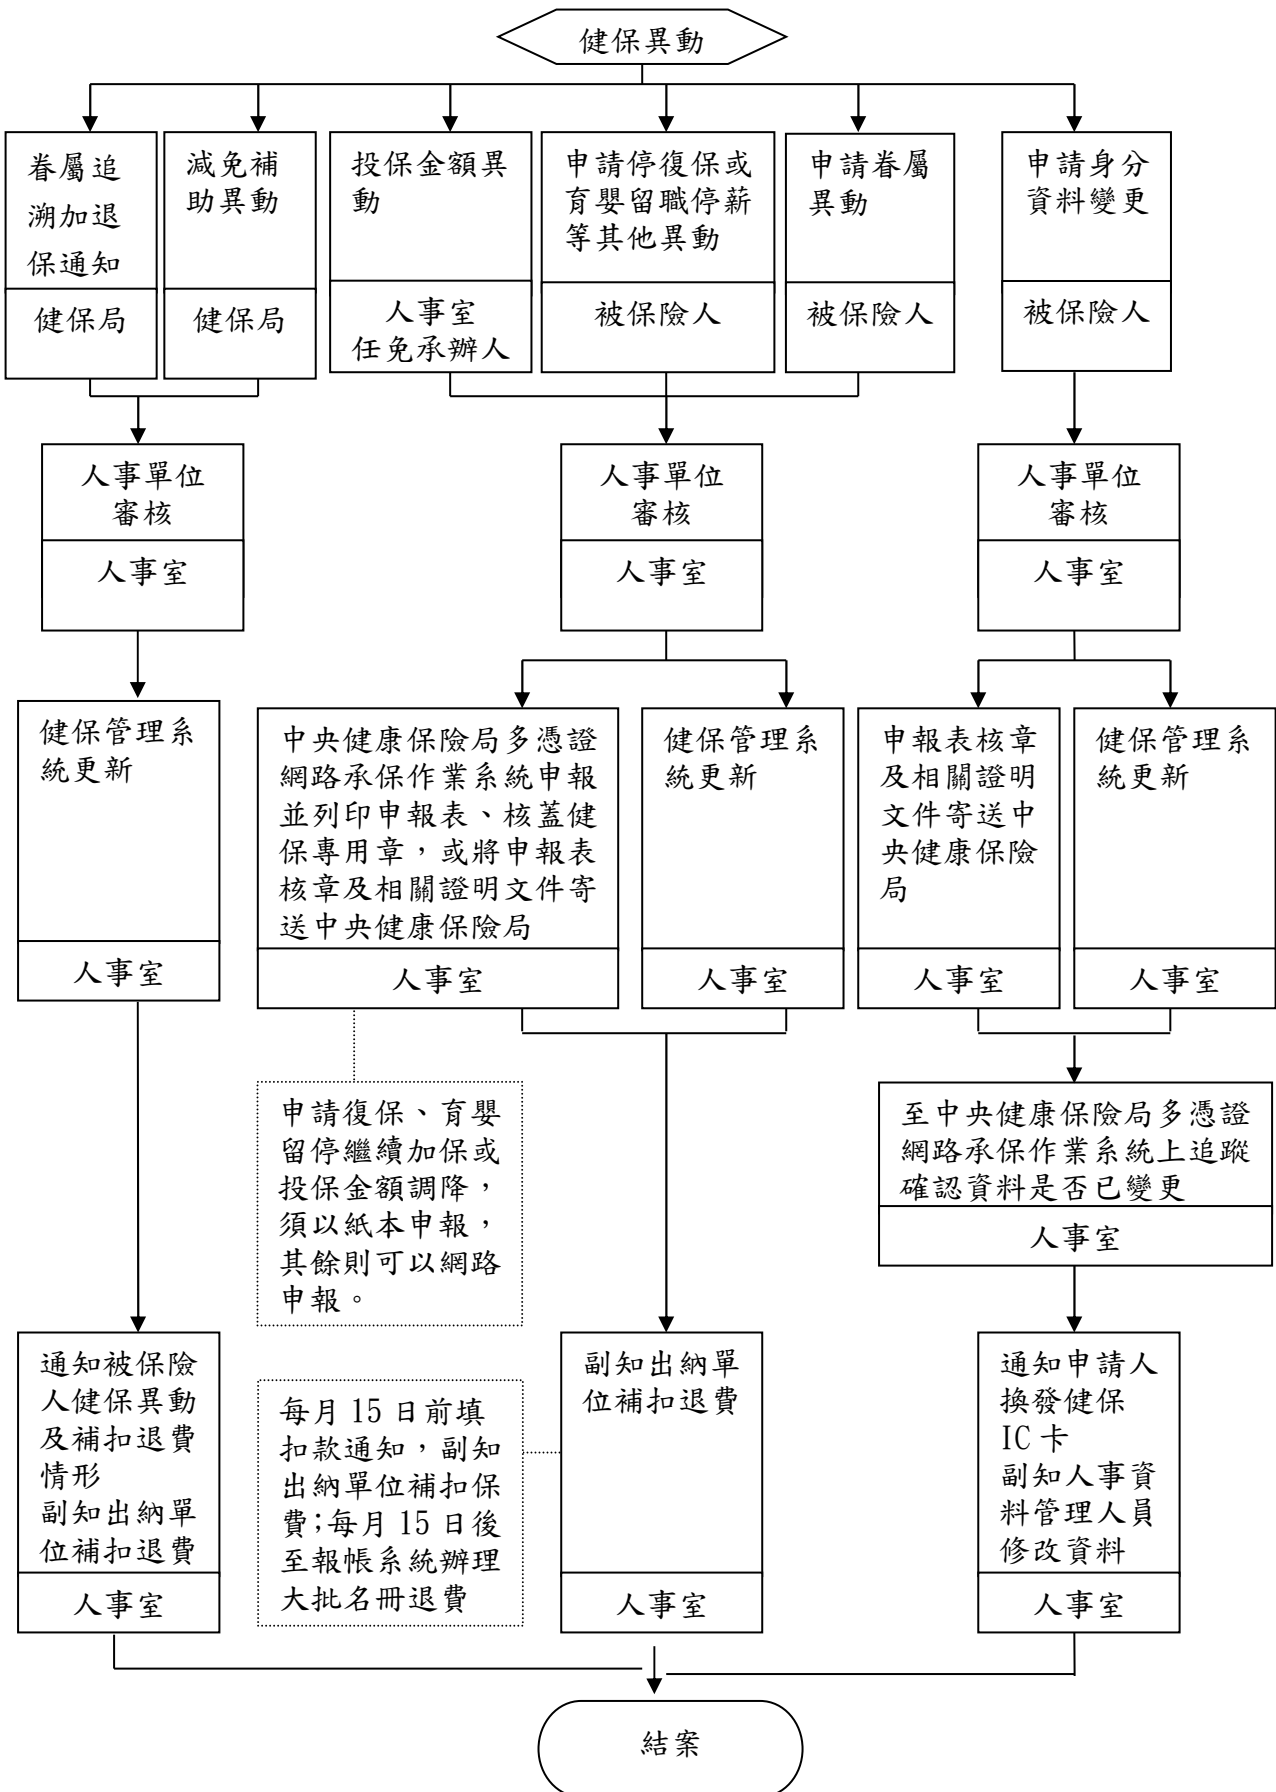 健保異動
眷屬追
溯加退
保通知
健保局
減免補
助異動
健保局
投保金額異
動
人事室
任免承辦人
申請停復保或
育嬰留職停薪
等其他異動
被保險人
申請眷屬
異動
被保險人
申請身分
資料變更
被保險人
人事單位
審核
人事室
人事單位
審核
人事室
人事單位
審核
人事室
健保管理系
統更新
人事室
中央健康保險局多憑證
網路承保作業系統申報
並列印申報表、核蓋健
保專用章，或將申報表
核章及相關證明文件寄
送中央健康保險局
人事室
健保管理系
統更新
人事室
申報表核章
及相關證明
文件寄送中
央健康保險
局
人事室
健保管理系
統更新
人事室
申請復保、育嬰
留停繼續加保或
投保金額調降，
須以紙本申報，
其餘則可以網路
申報。
至中央健康保險局多憑證
網路承保作業系統上追蹤
確認資料是否已變更
人事室
通知被保險
人健保異動
及補扣退費
情形
副知出納單
位補扣退費
人事室
每月 15 日前填
扣款通知，副知
出納單位補扣保
費;每月 15 日後
至報帳系統辦理
大批名冊退費
副知出納單
位補扣退費
人事室
通知申請人
換發健保
IC 卡
副知人事資
料管理人員
修改資料
人事室
結案